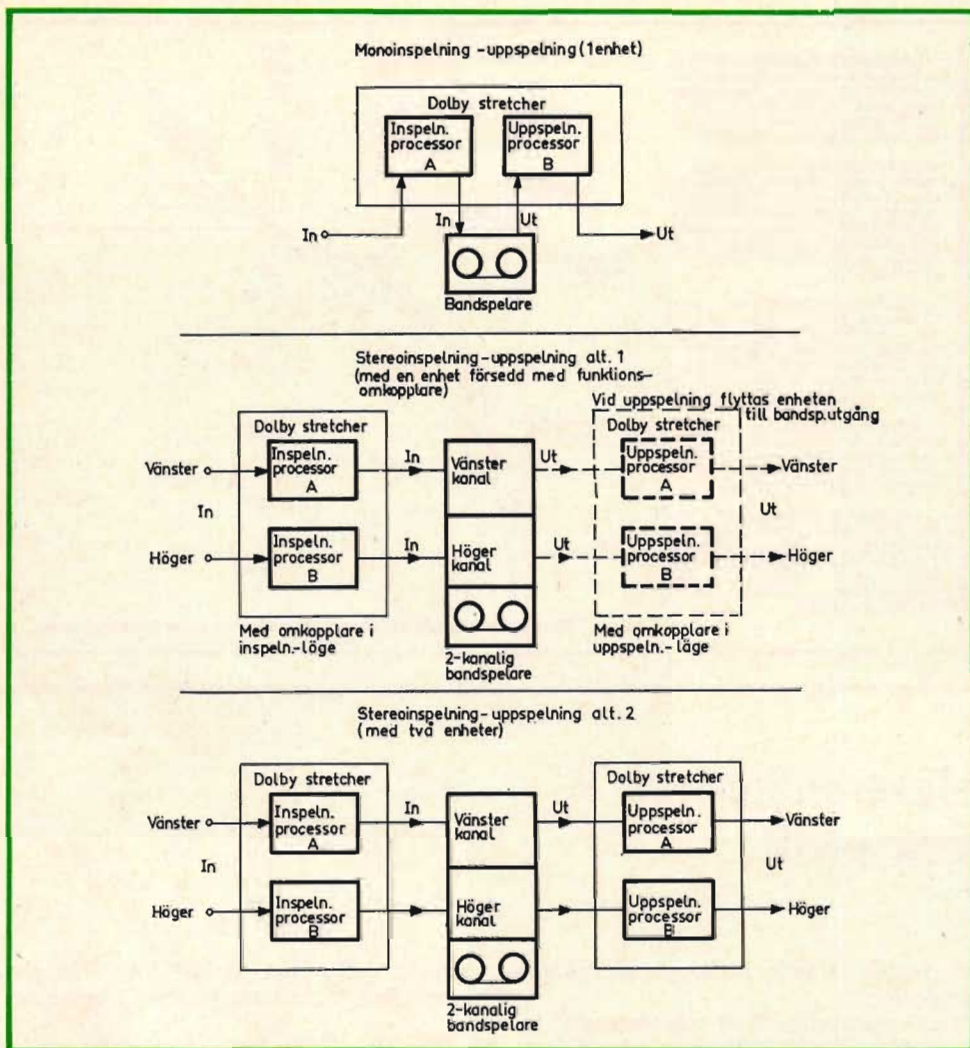 Monoinspelning -uppspelning (1enhet)
Dolby stretcher
Inspeln.
processor
A
Uppspeln.
processor
B
In
In
Ut
Ut
Bandspelare
Stereoinspelning-uppspelning alt. 1
(med en enhet försedd med funktions-
omkopplare)
Vid uppspelning flyttas enheten
till bandsp.utgång
Dolby stretcher
Dolby stretcher
Vänster
Inspeln.
processor
A
In
Vänster
kanal
Ut
Uppspeln.
processor
A
Vänster
In
Ut
Höger
Inspeln.
processor
B
In
Höger
kanal
Ut
Uppspeln.
processor
B
Höger
Med omkopplare i
inspeln.-läge
2-kanalig
bandspelare
Med omkopplare i
uppspeln.- läge
Stereoinspelning-uppspelning alt. 2
(med två enheter)
Dolby stretcher
Dolby stretcher
Vänster
Inspeln.
processor
A
In
Vänster
kanal
Ut
Uppspeln.
processor
A
Vänster
In
Ut
Höger
Inspeln.
processor
B
Höger
kanal
Uppspeln.
processor
B
Höger
2-kanalig
bandspelare